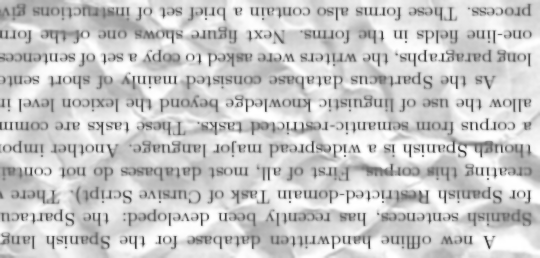 A new offline handwritten database for the Spanish lang
Spanish sentences, has recently been developed: the Spartacu
for Spanish Restricted-domain Task of Cursive Script). There
creating this corpus. First of all, most databases do not contai
though Spanish is a widespread major language. Another impo
a corpus from semantic-restricted tasks. These tasks are comm
allow the use of linguistic knowledge beyond the lexicon level i
As the Spartacus database consisted mainly of short sente
long paragraphs, the writers were asked to copy a set of sentences
one-line fields in the forms. Next figure shows one of the for
process. These forms also contain a brief set of instructions giv